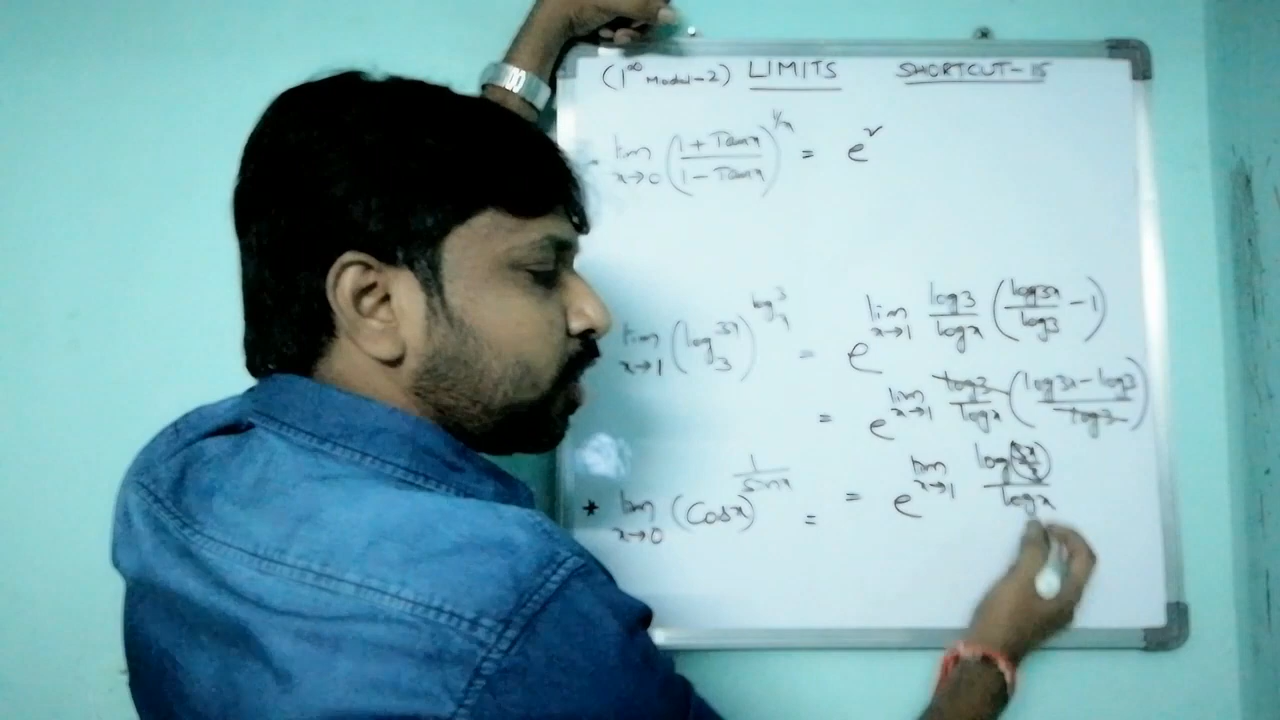 (1^∞ Model-2) LIMITS SHORTCUT-15
lim x→0 ((1 + Tanx)/(1 - Tanx))^(1/x) = e^2
lim x→1 (log_3 3x)^(log_x 3) = e^(lim x→1 log3/logx (log3x/log3 - 1))
= e^(lim x→1 log3/logx ((log3x - log3)/log3))
= e^(lim x→1 log(3x/3)/logx)
* lim x→0 (Cosx)^(1/Sinx) =